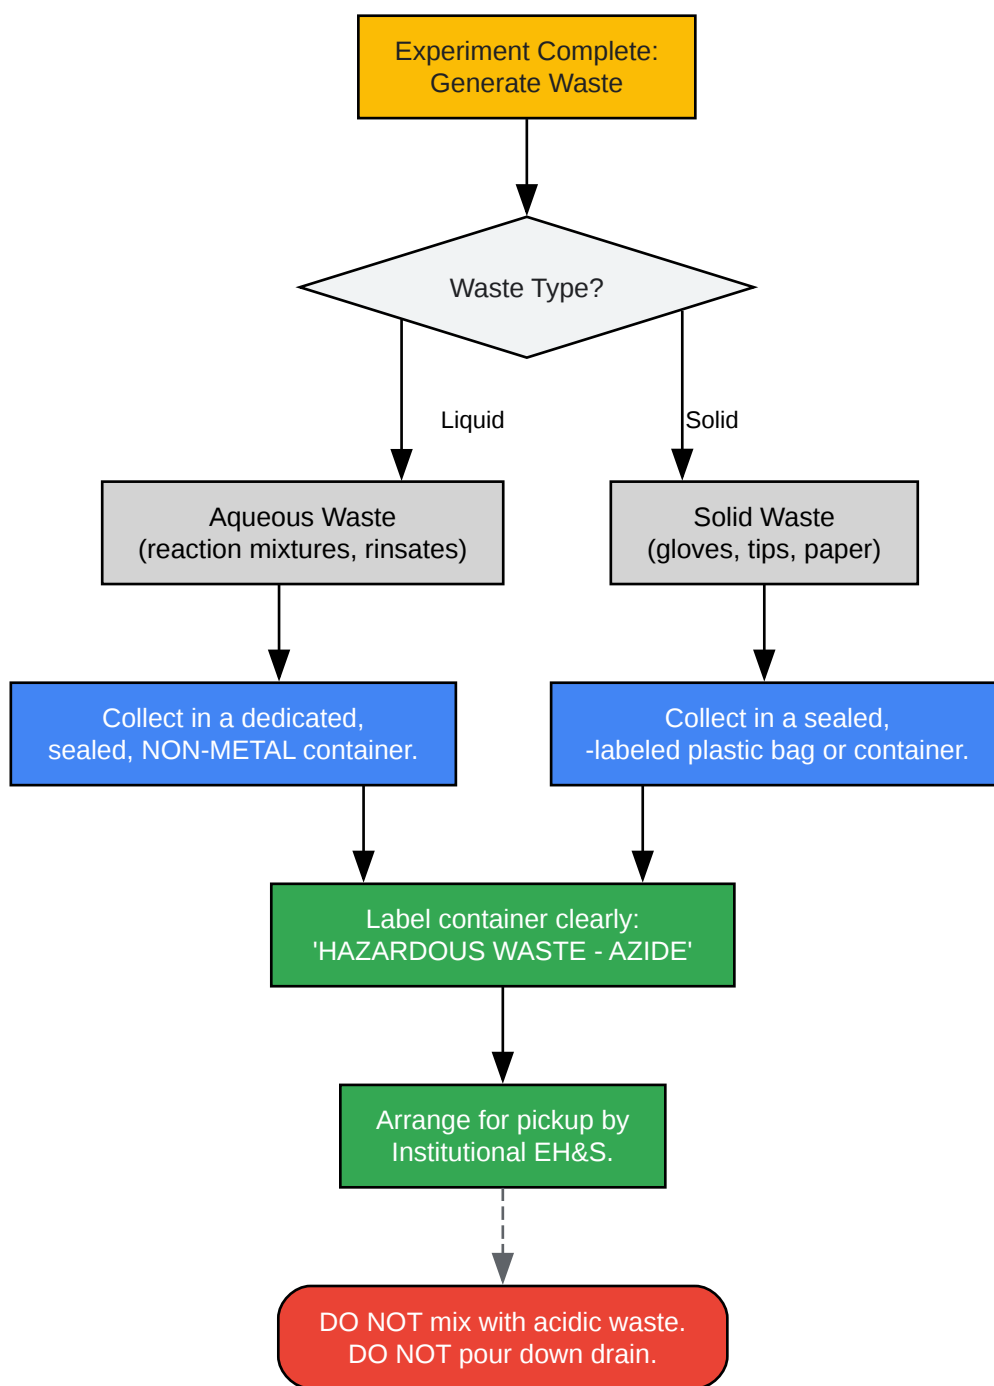 Experiment Complete:
Generate Waste
Waste Type?
Liquid
Solid
Aqueous Waste
(reaction mixtures, rinsates)
Solid Waste
(gloves, tips, paper)
Collect in a dedicated,
sealed, NON-METAL container.
Collect in a sealed,
-labeled plastic bag or container.
Label container clearly:
'HAZARDOUS WASTE - AZIDE'
Arrange for pickup by
Institutional EH&S.
DO NOT mix with acidic waste.
DO NOT pour down drain.